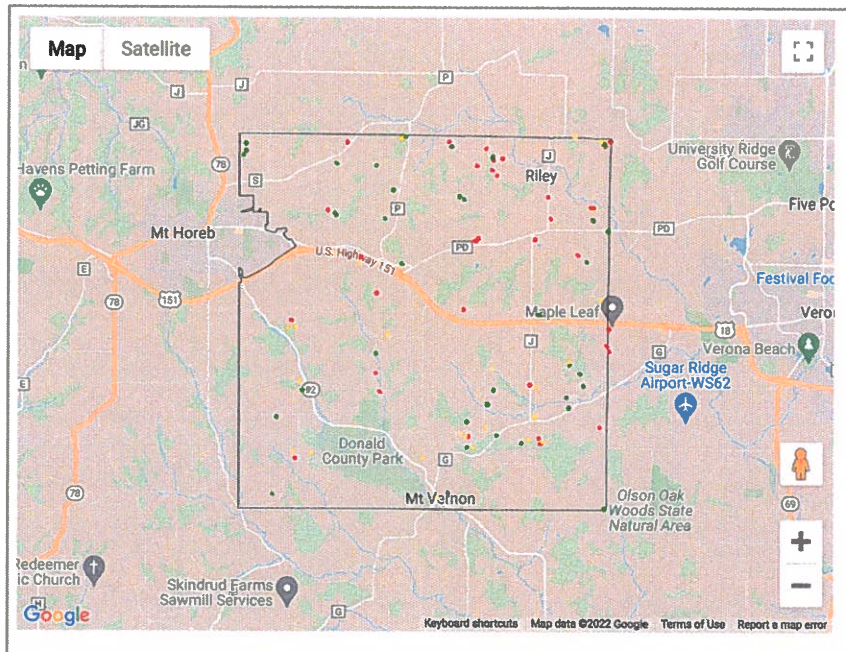 Map
Satellite
P
J
J
JG
78
University Ridge
Golf Course
Havens Petting Farm
S
J
Riley
Five Po
P
Mt Horeb
PD
PD
U.S. Highway 151
E
78
151
Festival Foo
Maple Leaf
18
Veron
J
G
Verona Beach
E
Sugar Ridge
Airport-WS62
92
Donald
County Park
G
78
Mt Vernon
Olson Oak
Woods State
Natural Area
69
Redeemer
ic Church
Skindrud Farms
Sawmill Services
H
G
Google
Keyboard shortcuts
Map data ©2022 Google
Terms of Use
Report a map error